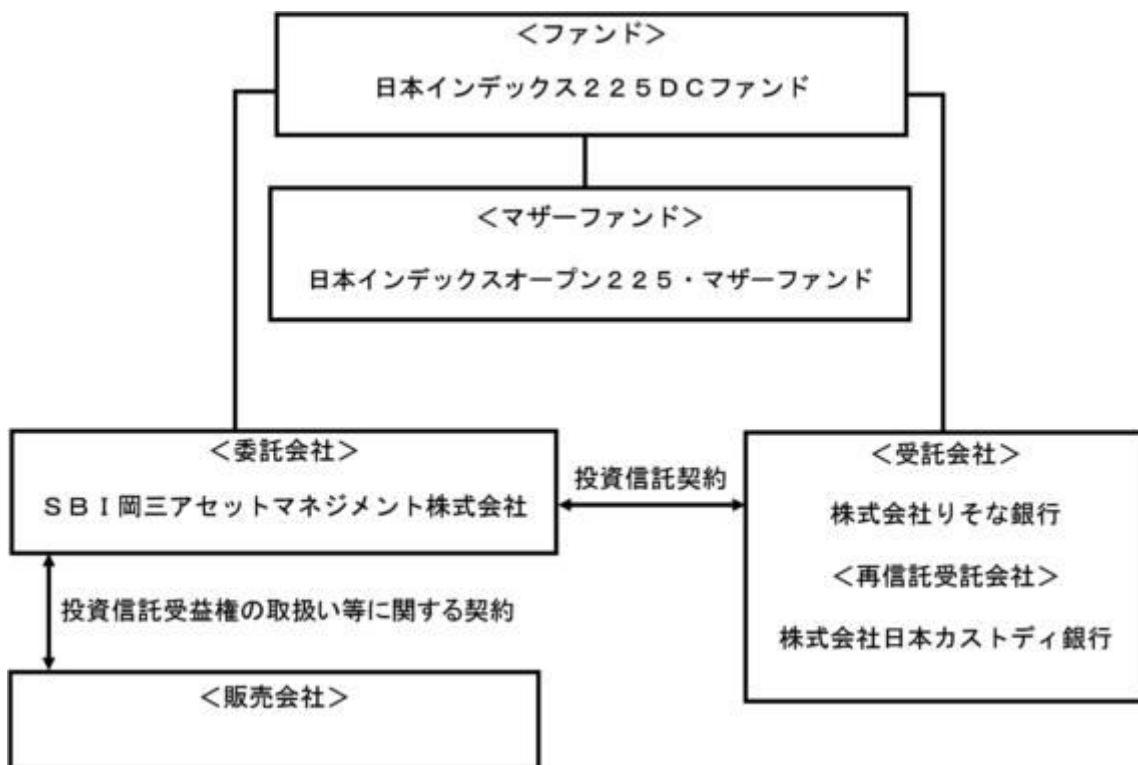 ＜ファンド＞
日本インデックス２２５ＤＣファンド
＜マザーファンド＞
日本インデックスオープン２２５・マザーファンド
＜委託会社＞
ＳＢＩ岡三アセットマネジメント株式会社
投資信託契約
＜受託会社＞
株式会社りそな銀行
＜再信託受託会社＞
株式会社日本カストディ銀行
投資信託受益権の取扱い等に関する契約
＜販売会社＞